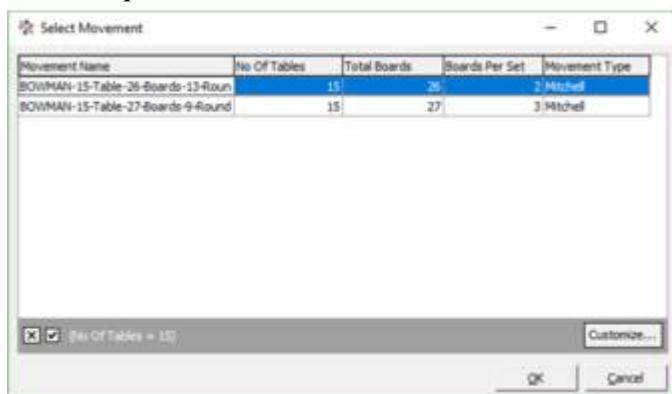 Select Movement
Movement Name No Of Tables Total Boards Boards Per Set Movement Type
BOWMAN-15-Table-26-Boards-13-Roun 15 26 2 Mitchell
BOWMAN-15-Table-27-Boards-9-Round 15 27 3 Mitchell
(No Of Tables = 15) Customize...
OK Cancel